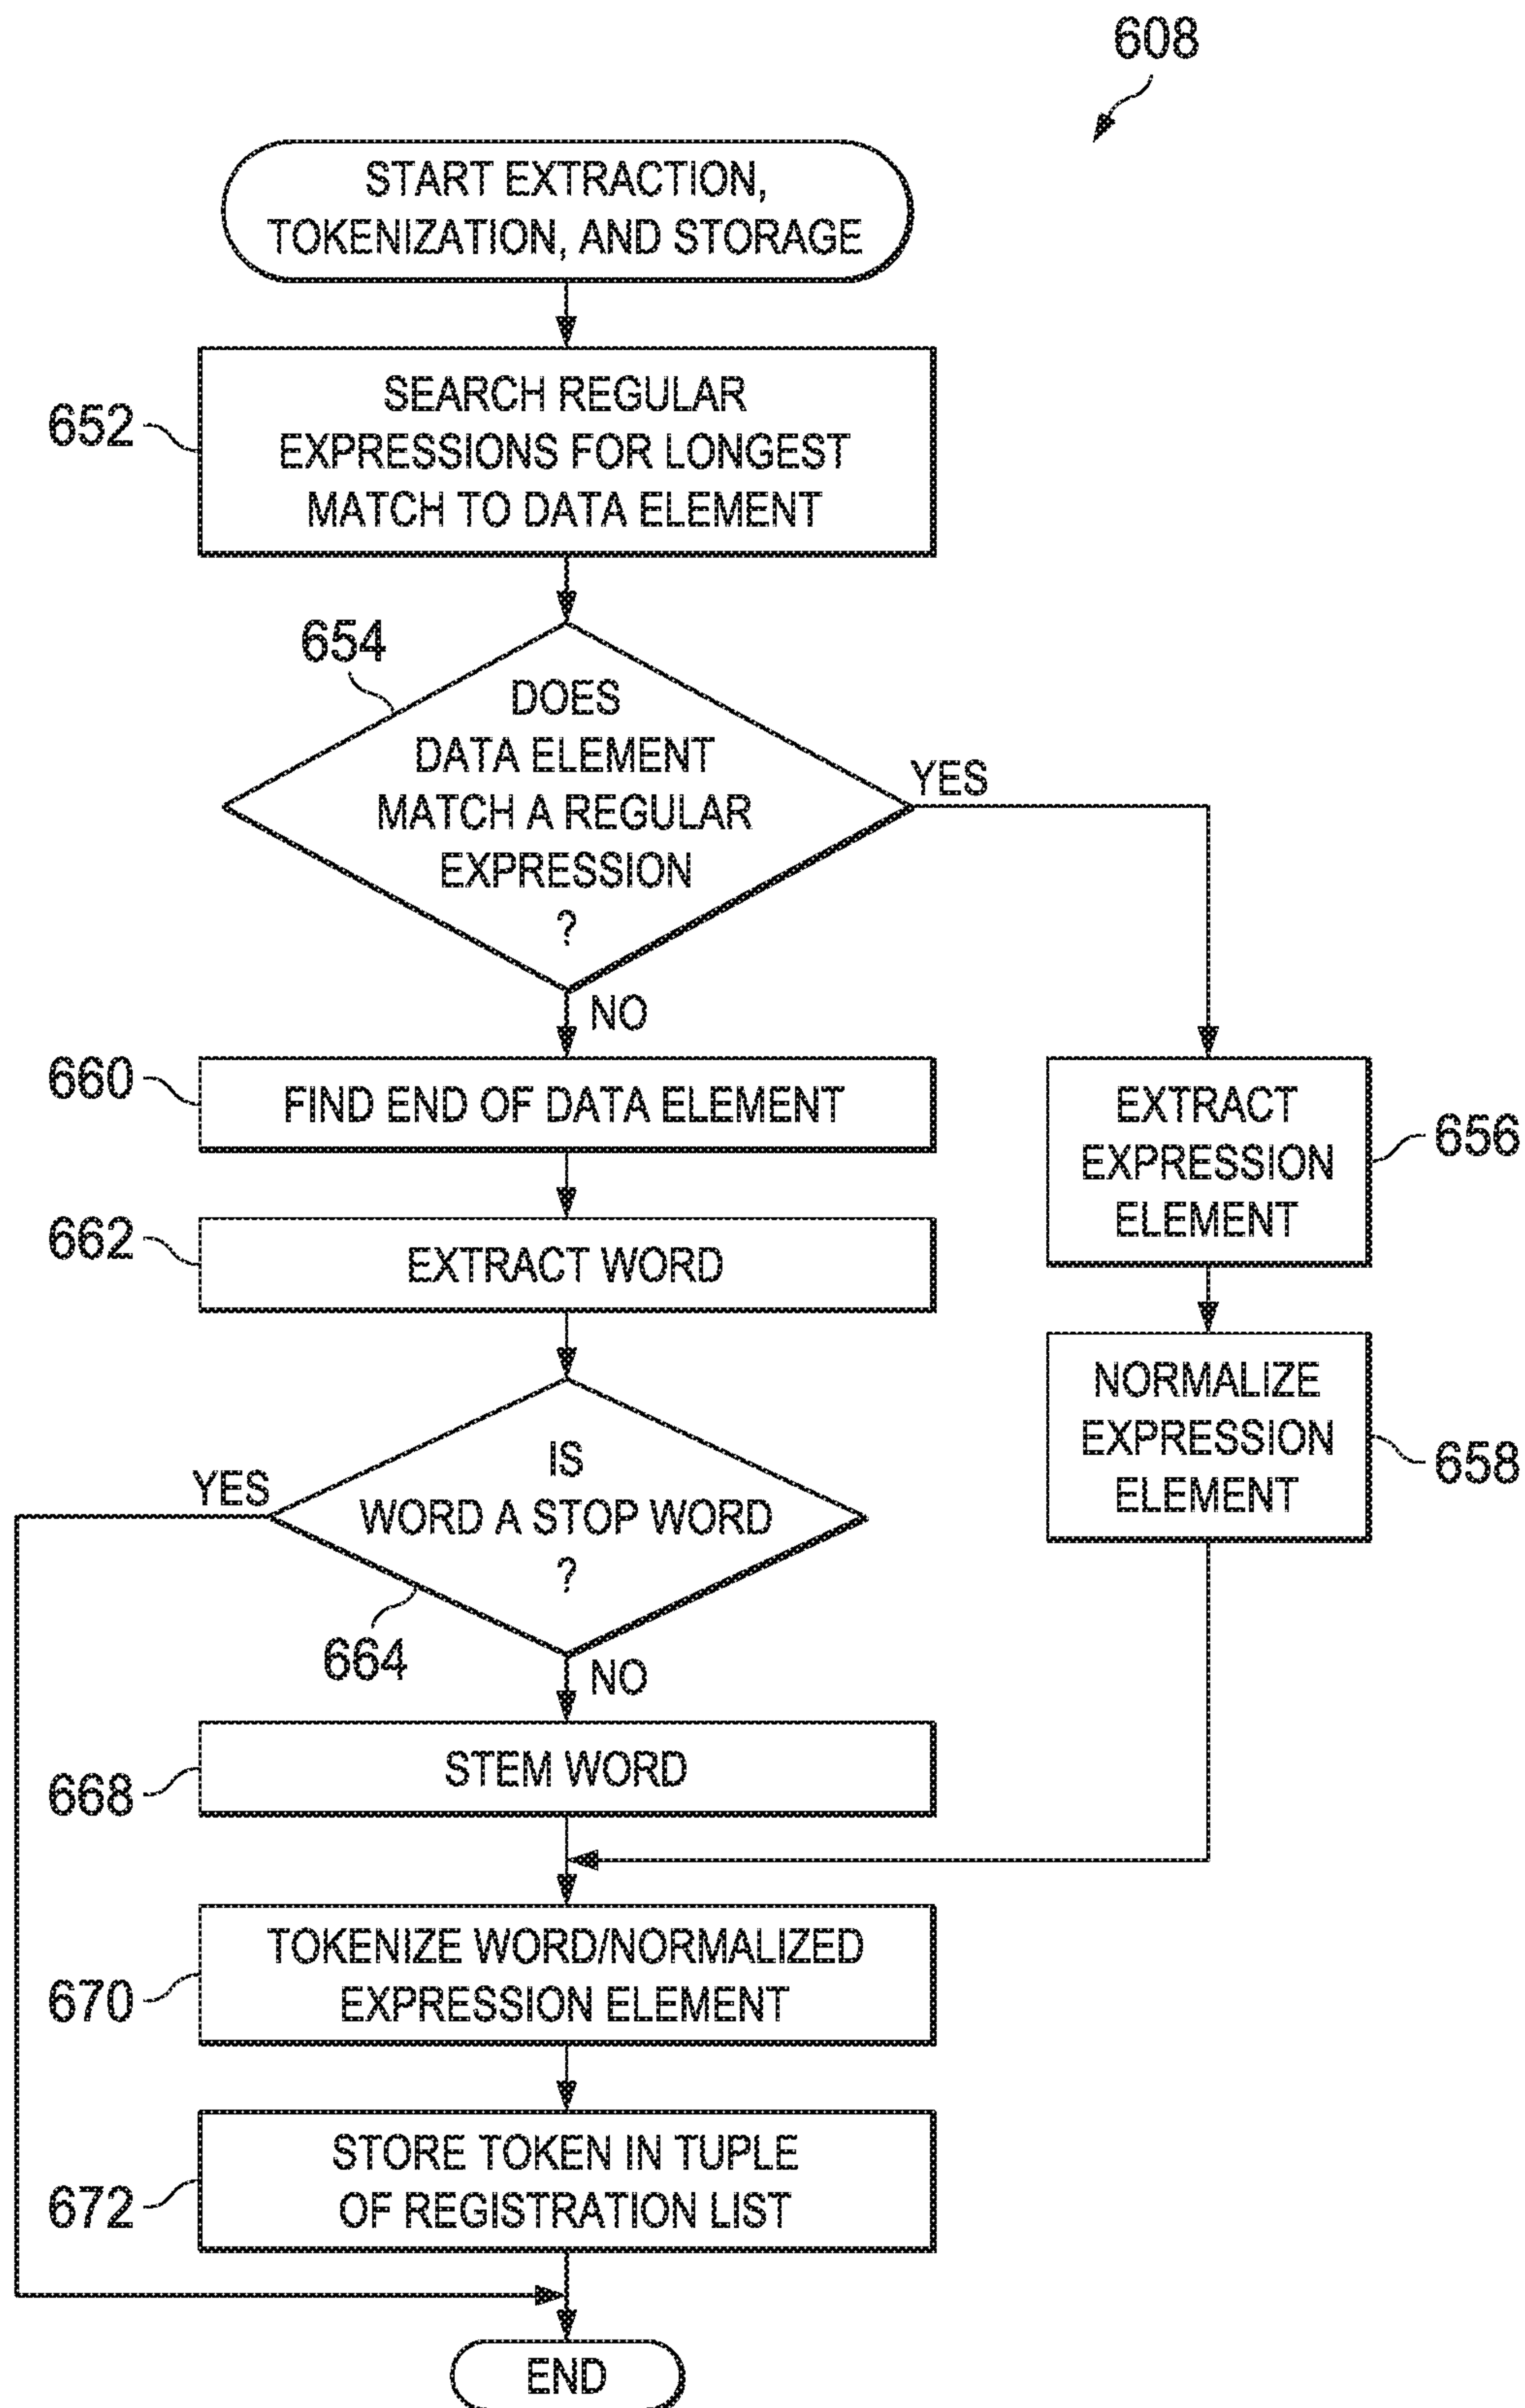 608
START EXTRACTION,
TOKENIZATION, AND STORAGE
652
SEARCH REGULAR
EXPRESSIONS FOR LONGEST
MATCH TO DATA ELEMENT
654
DOES
DATA ELEMENT
MATCH A REGULAR
EXPRESSION
?
YES
NO
660
FIND END OF DATA ELEMENT
656
EXTRACT
EXPRESSION
ELEMENT
662
EXTRACT WORD
658
NORMALIZE
EXPRESSION
ELEMENT
664
IS
WORD A STOP WORD
?
YES
NO
668
STEM WORD
670
TOKENIZE WORD/NORMALIZED
EXPRESSION ELEMENT
672
STORE TOKEN IN TUPLE
OF REGISTRATION LIST
END